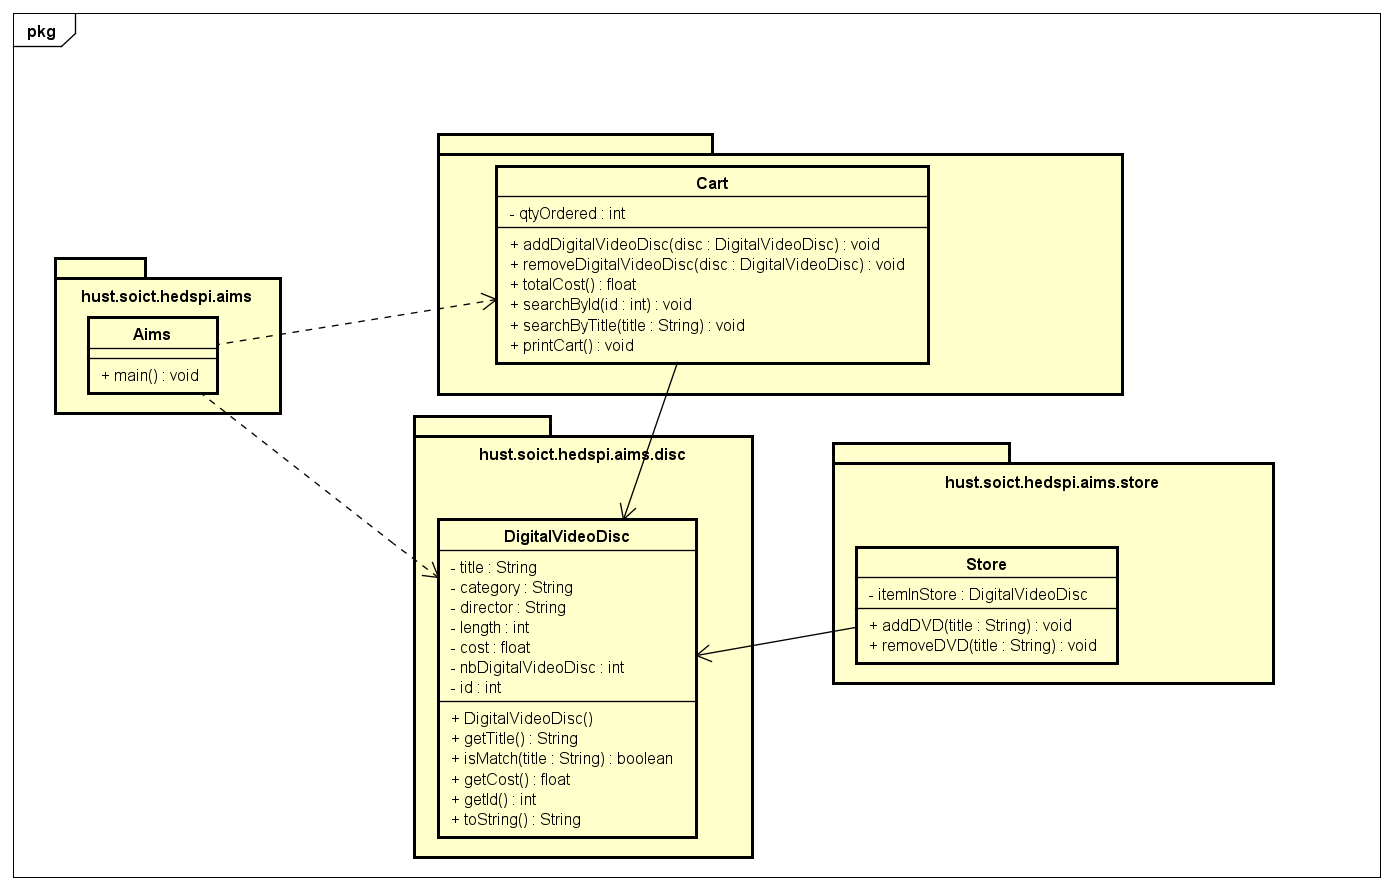 pkg
Cart
- qtyOrdered : int
+ addDigitalVideoDisc(disc : DigitalVideoDisc) : void
+ removeDigitalVideoDisc(disc : DigitalVideoDisc) : void
+ totalCost() : float
+ searchById(id : int) : void
+ searchByTitle(title : String) : void
+ printCart() : void
hust.soict.hedspi.aims
Aims
+ main() : void
hust.soict.hedspi.aims.disc
DigitalVideoDisc
- title : String
- category : String
- director : String
- length : int
- cost : float
- nbDigitalVideoDisc : int
- id : int
+ DigitalVideoDisc()
+ getTitle() : String
+ isMatch(title : String) : boolean
+ getCost() : float
+ getId() : int
+ toString() : String
hust.soict.hedspi.aims.store
Store
- itemInStore : DigitalVideoDisc
+ addDVD(title : String) : void
+ removeDVD(title : String) : void